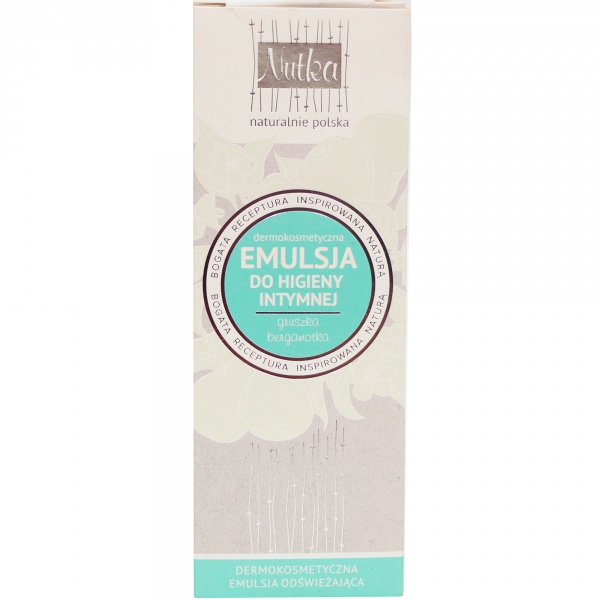 Nutka
naturalnie polska
BOGATA RECEPTURA INSPIROWANA NATURĄ
dermokosmetyczna
EMULSJA
DO HIGIENY
INTYMNEJ
gruszka
bergamotka
BOGATA RECEPTURA INSPIROWANA NATURĄ
DERMOKOSMETYCZNA
EMULSJA ODŚWIEŻAJĄCA